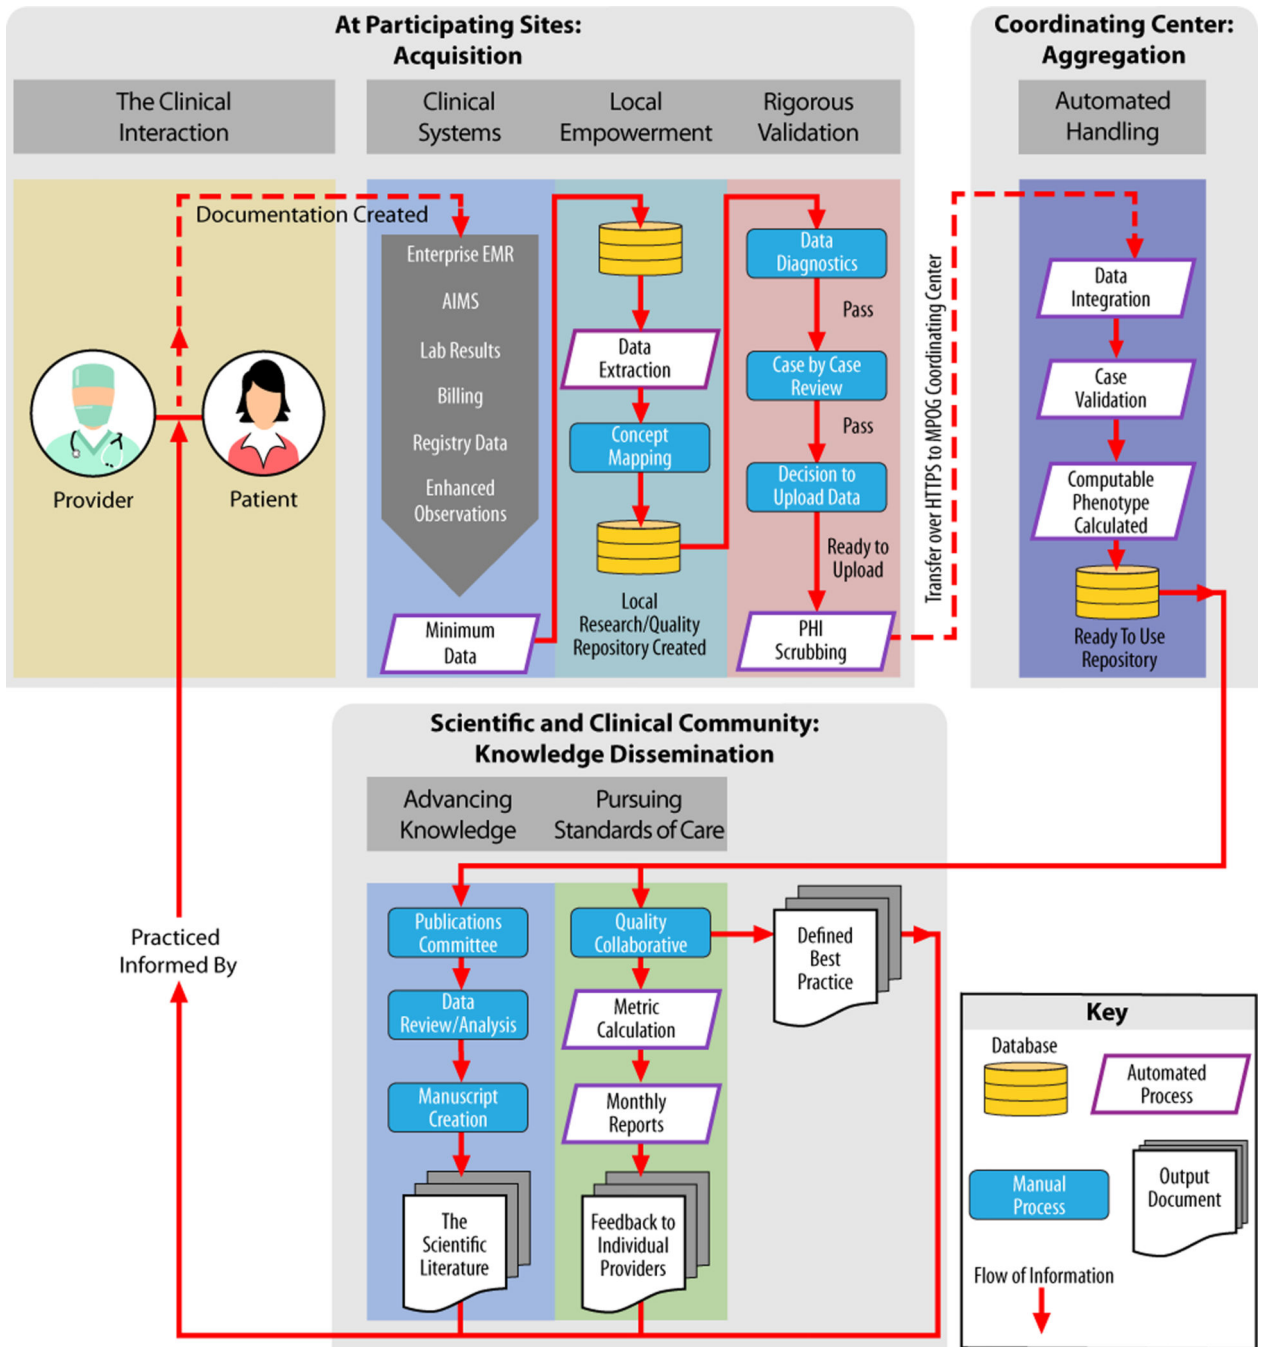 At Participating Sites:
Acquisition
Coordinating Center:
Aggregation
The Clinical
Interaction
Clinical
Systems
Local
Empowerment
Rigorous
Validation
Automated
Handling
Documentation Created
Provider
Patient
Enterprise EMR
AIMS
Lab Results
Billing
Registry Data
Enhanced
Observations
Minimum
Data
Data
Extraction
Concept
Mapping
Local
Research/Quality
Repository Created
Data
Diagnostics
Pass
Case by Case
Review
Pass
Decision to
Upload Data
Ready to
Upload
PHI
Scrubbing
Transfer over HTTPS to MPOG Coordinating Center
Data
Integration
Case
Validation
Computable
Phenotype
Calculated
Ready To Use
Repository
Scientific and Clinical Community:
Knowledge Dissemination
Advancing
Knowledge
Pursuing
Standards of Care
Publications
Committee
Data
Review/Analysis
Manuscript
Creation
The
Scientific
Literature
Quality
Collaborative
Metric
Calculation
Monthly
Reports
Feedback to
Individual
Providers
Defined
Best
Practice
Practiced
Informed By
Key
Database
Automated
Process
Manual
Process
Output
Document
Flow of Information